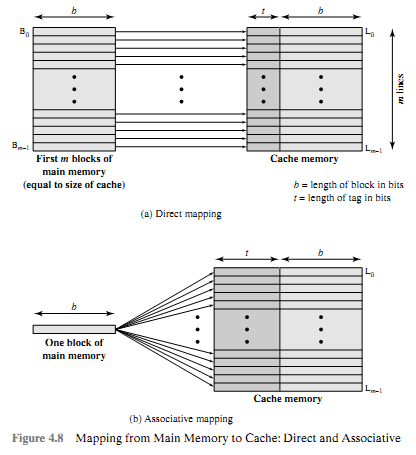 b
t
b
B0
L0
m lines
Bm–1
Lm–1
First m blocks of
main memory
(equal to size of cache)
Cache memory
b = length of block in bits
t = length of tag in bits
(a) Direct mapping
t
b
L0
b
One block of
main memory
Lm–1
Cache memory
(b) Associative mapping
Figure 4.8 Mapping from Main Memory to Cache: Direct and Associative